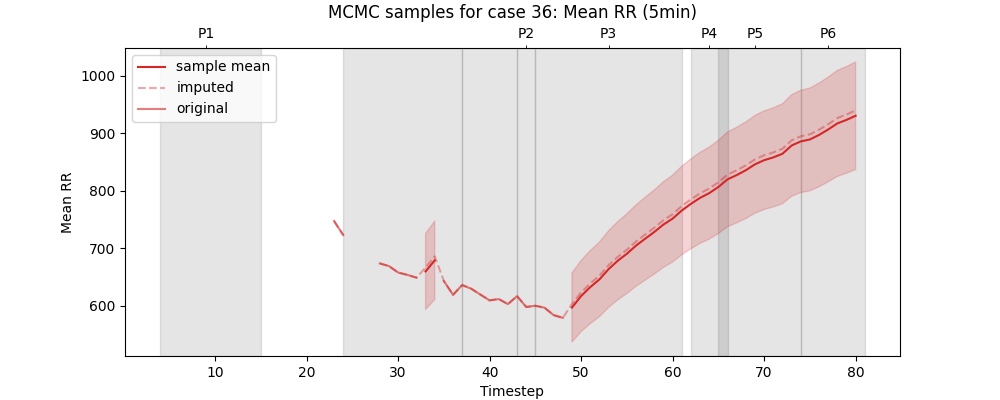 MCMC samples for case 36: Mean RR (5min)
P1 P2 P3 P4 P5 P6
sample mean
imputed
original
1000
900
800
700
600
Mean RR
10 20 30 40 50 60 70 80
Timestep